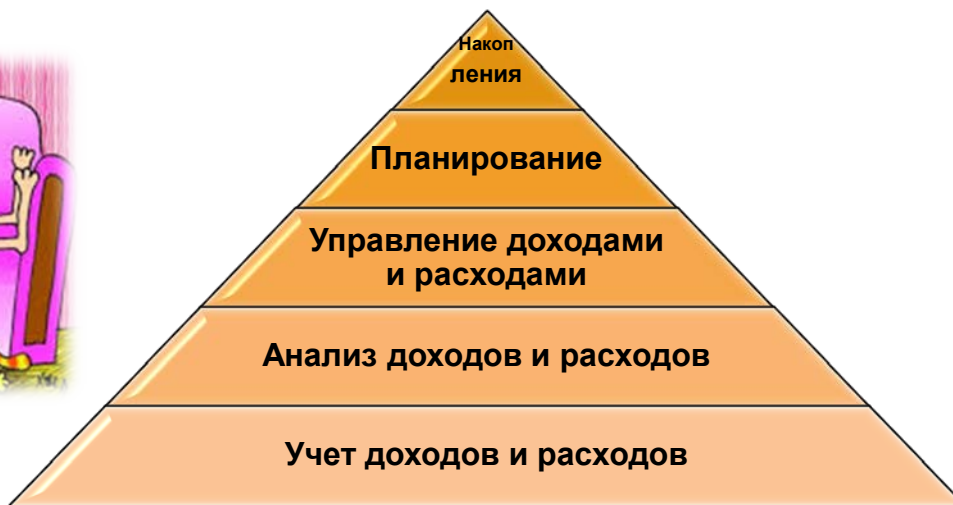 Накоп
ления
Планирование
Управление доходами
и расходами
Анализ доходов и расходов
Учет доходов и расходов